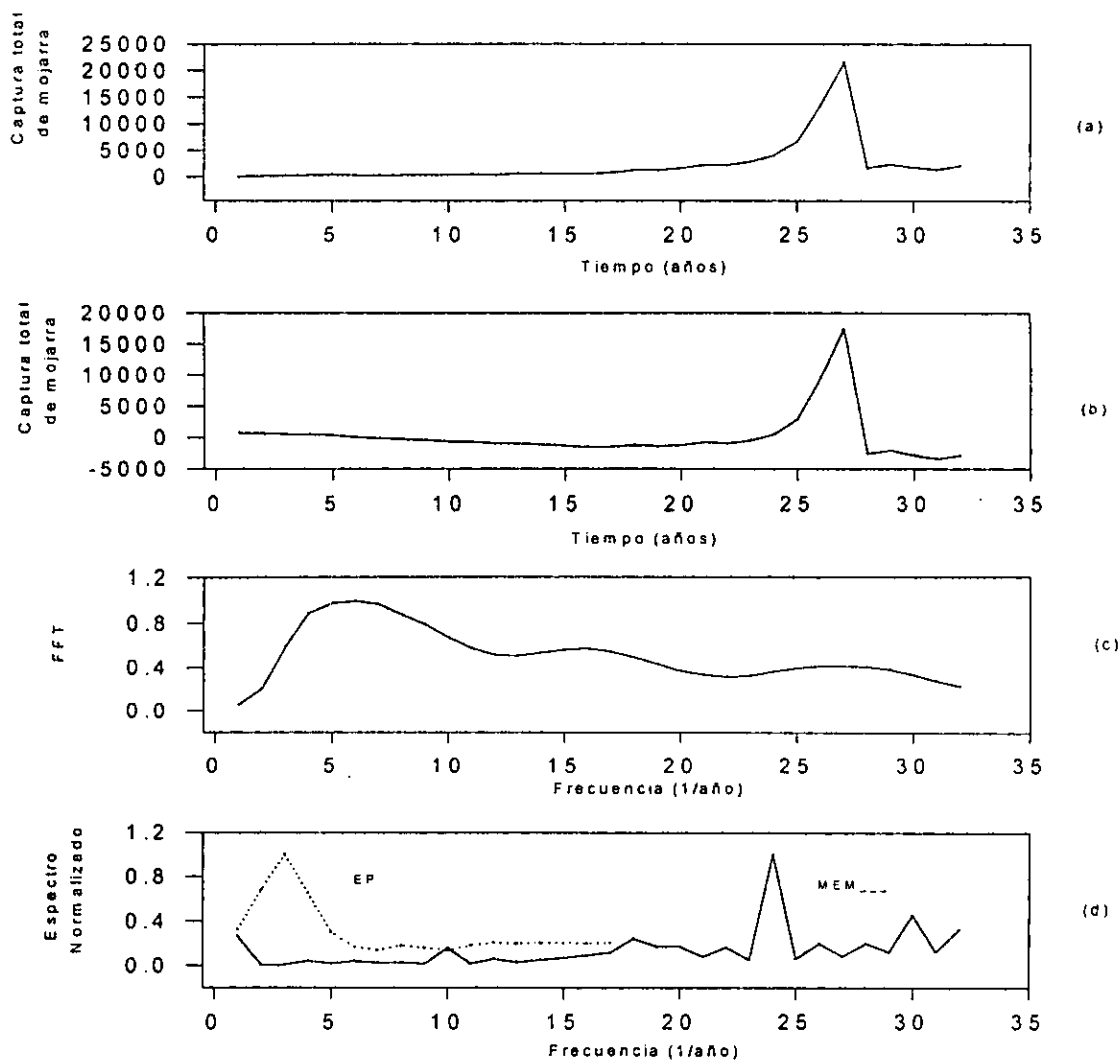 Captura total
de mojarra
25000
20000
15000
10000
5000
0
(a)
0 5 10 15 20 25 30 35
Tiempo (años)
Captura total
de mojarra
20000
15000
10000
5000
0
-5000
(b)
0 5 10 15 20 25 30 35
Tiempo (años)
FFT
1.2
0.8
0.4
0.0
(c)
0 5 10 15 20 25 30 35
Frecuencia (1/año)
Espectro
Normalizado
1.2
0.8
0.4
0.0
EP
MEM___
(d)
0 5 10 15 20 25 30 35
Frecuencia (1/año)